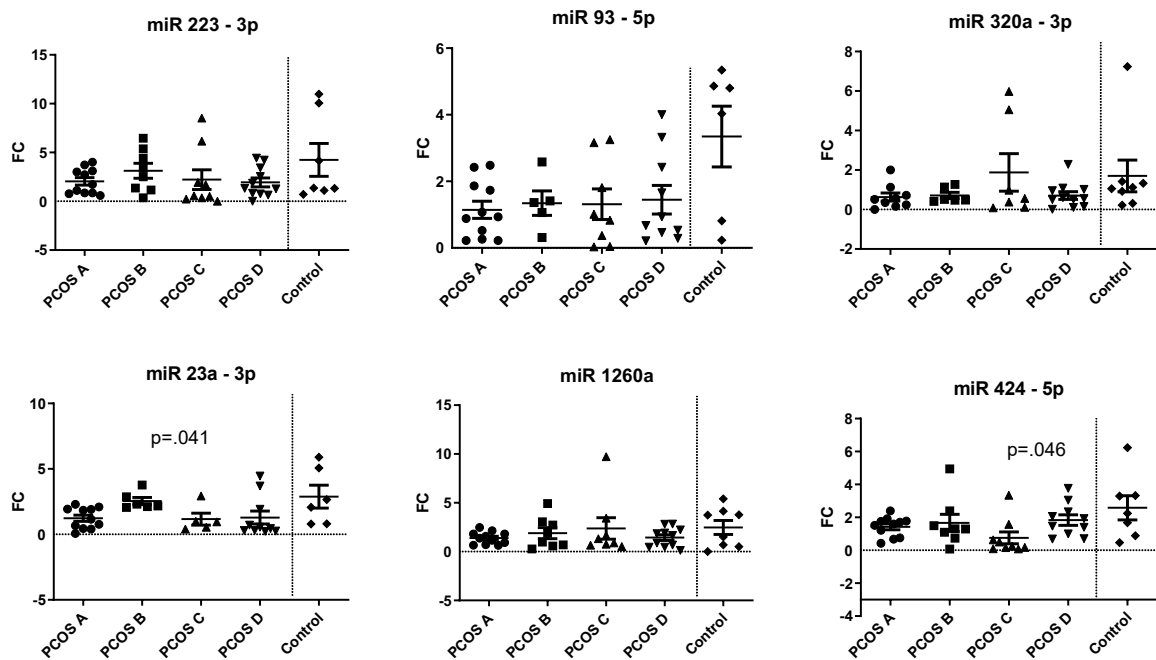 miR 223 - 3p
15
10
5
0
-5
FC
PCOS A
PCOS B
PCOS C
PCOS D
Control
miR 93 - 5p
6
4
2
0
FC
PCOS A
PCOS B
PCOS C
PCOS D
Control
miR 320a - 3p
8
6
4
2
0
-2
FC
PCOS A
PCOS B
PCOS C
PCOS D
Control
miR 23a - 3p
10
5
0
-5
FC
p=.041
PCOS A
PCOS B
PCOS C
PCOS D
Control
miR 1260a
15
10
5
0
-5
FC
PCOS A
PCOS B
PCOS C
PCOS D
Control
miR 424 - 5p
8
6
4
2
0
-2
-4
FC
p=.046
PCOS A
PCOS B
PCOS C
PCOS D
Control